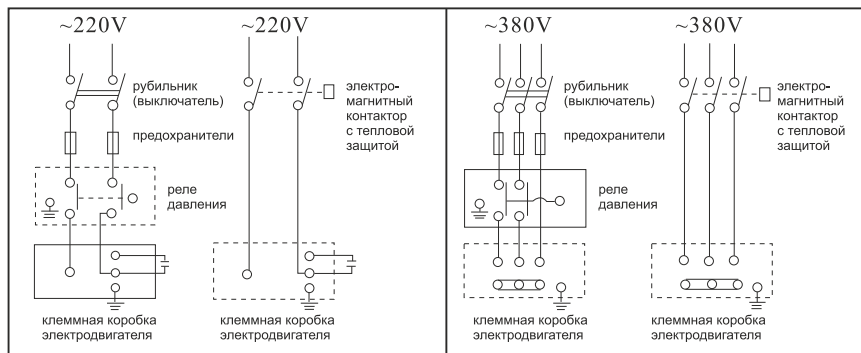 ~220V
~220V
рубильник
(выключатель)
электро-
магнитный
контактор
с тепловой
защитой
предохранители
реле
давления
клеммная коробка
электродвигателя
клеммная коробка
электродвигателя
~380V
~380V
рубильник
(выключатель)
электро-
магнитный
контактор
с тепловой
защитой
предохранители
реле
давления
клеммная коробка
электродвигателя
клеммная коробка
электродвигателя